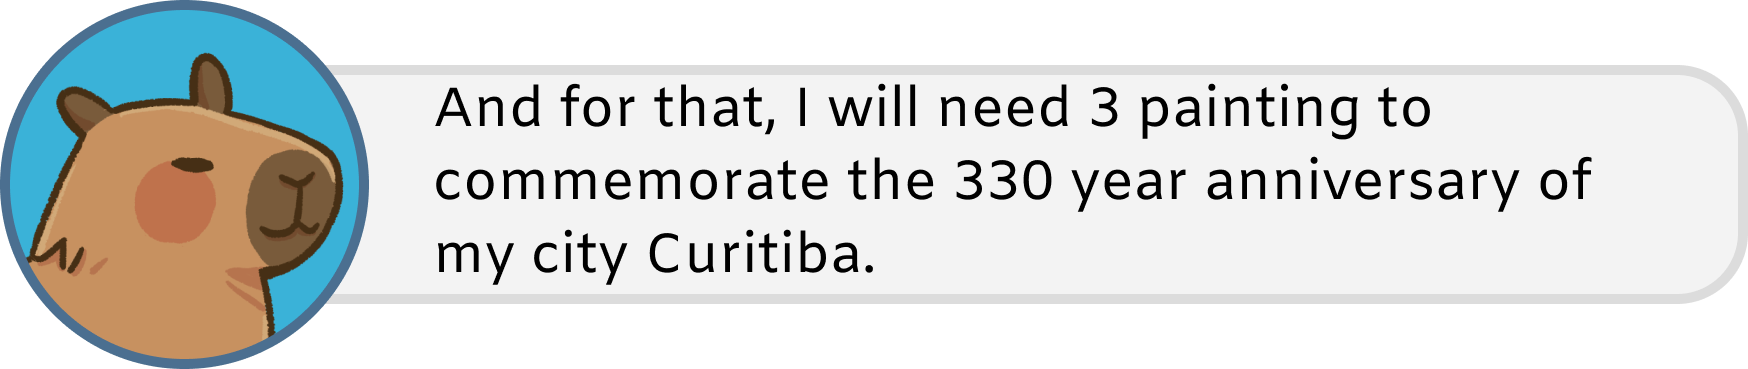 And for that, I will need 3 painting to
commemorate the 330 year anniversary of
my city Curitiba.